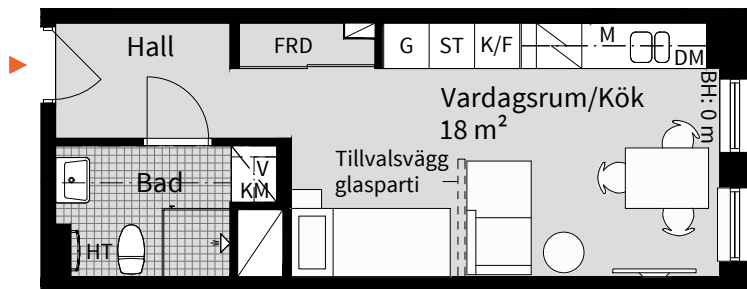 Hall
FRD
G
ST
K/F
M
DM
BH: 0 m
Vardagsrum/Kök
18 m²
Tillvalsvägg
glasparti
Bad
V
KM
HT